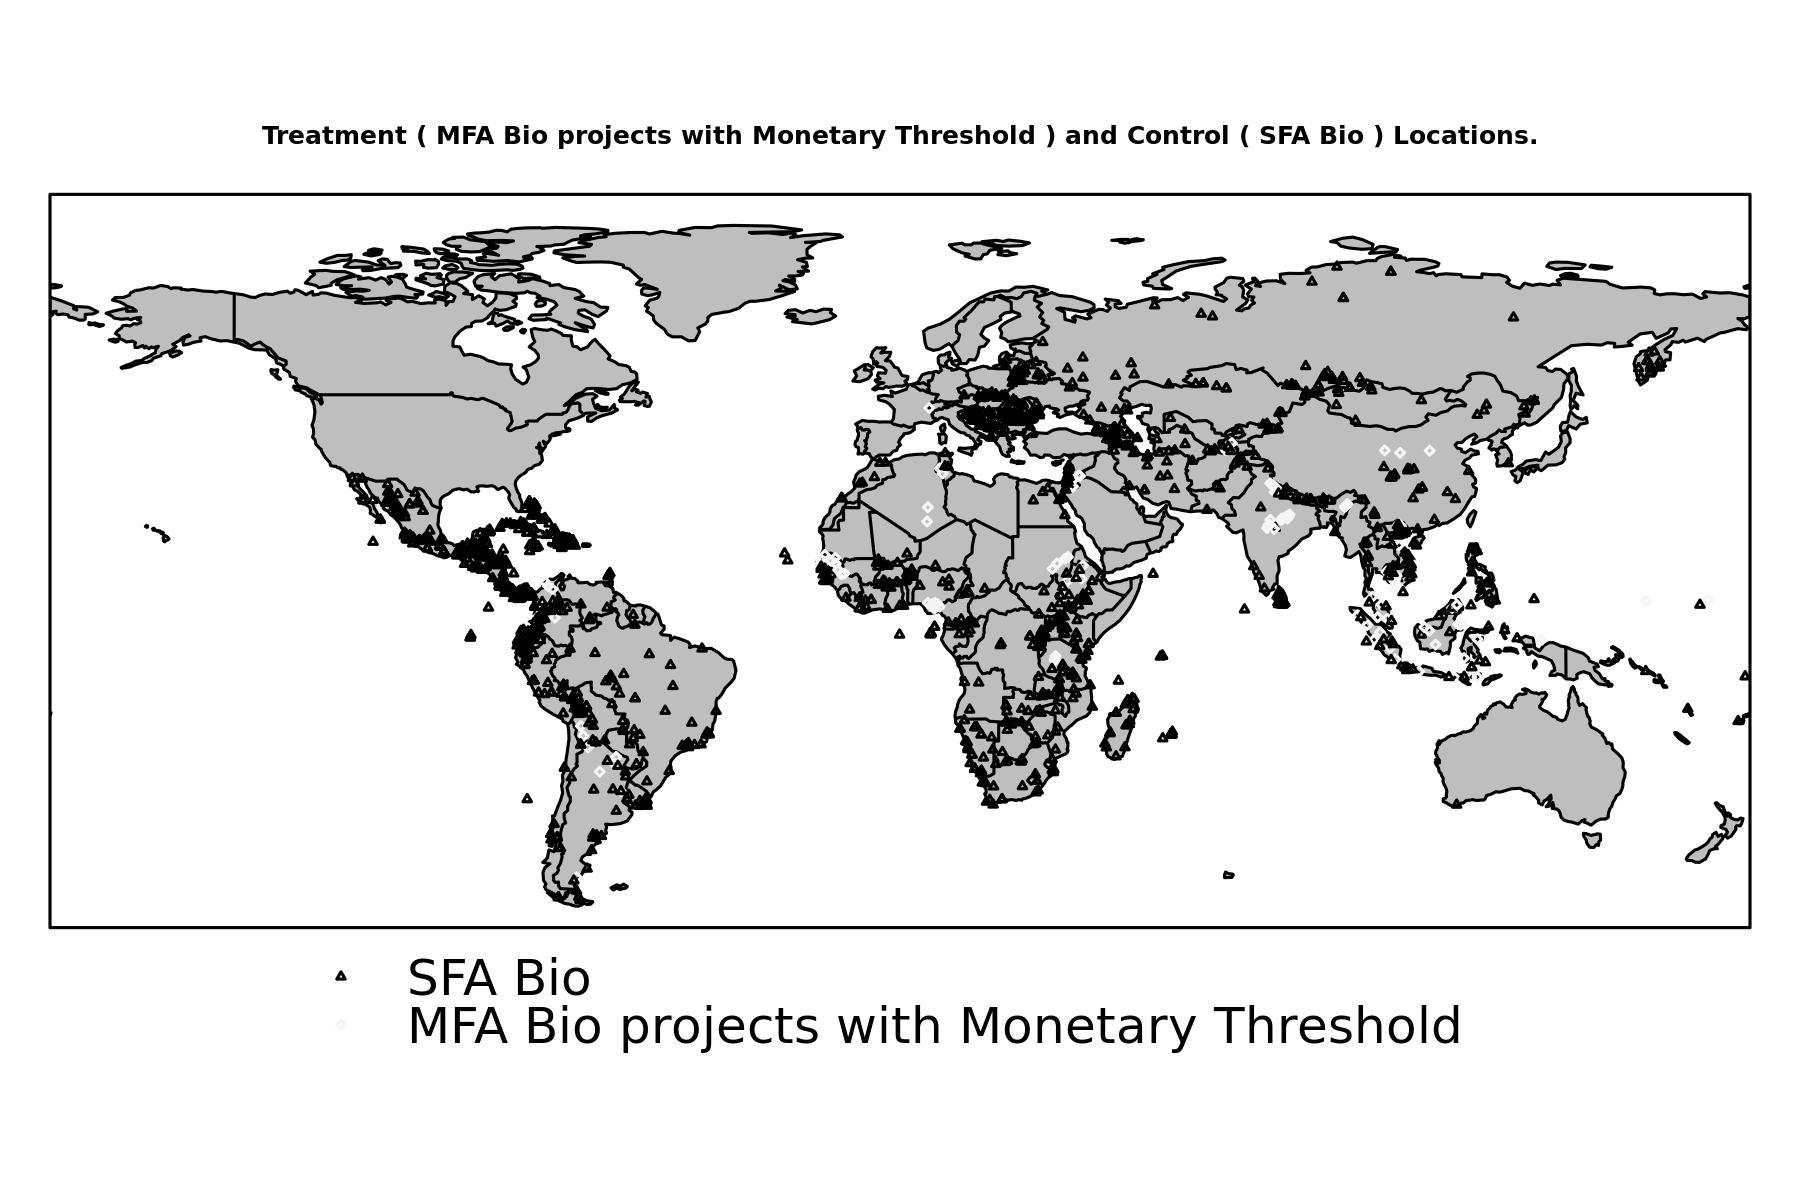 Treatment ( MFA Bio projects with Monetary Threshold ) and Control ( SFA Bio ) Locations.
SFA Bio
MFA Bio projects with Monetary Threshold